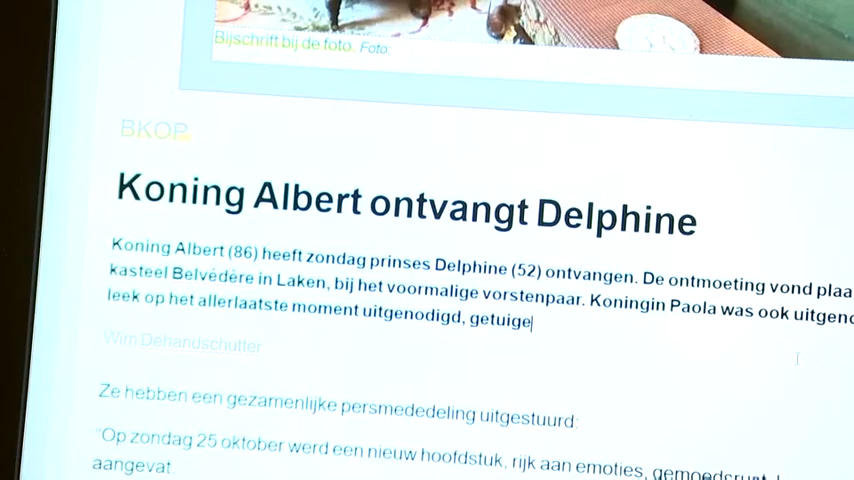 Bijschrift bij de foto. Foto:
BKOP
Koning Albert ontvangt Delphine
Koning Albert (86) heeft zondag prinses Delphine (52) ontvangen. De ontmoeting vond
kasteel Belvédère in Laken, bij het voormalige vorstenpaar. Koningin Paola was ook
leek op het allerlaatste moment uitgenodigd, getuige
Wim Dehandschutter
Ze hebben een gezamenlijke persmededeling uitgestuurd:
"Op zondag 25 oktober werd een nieuw hoofdstuk, rijk aan emoties,
aangevat